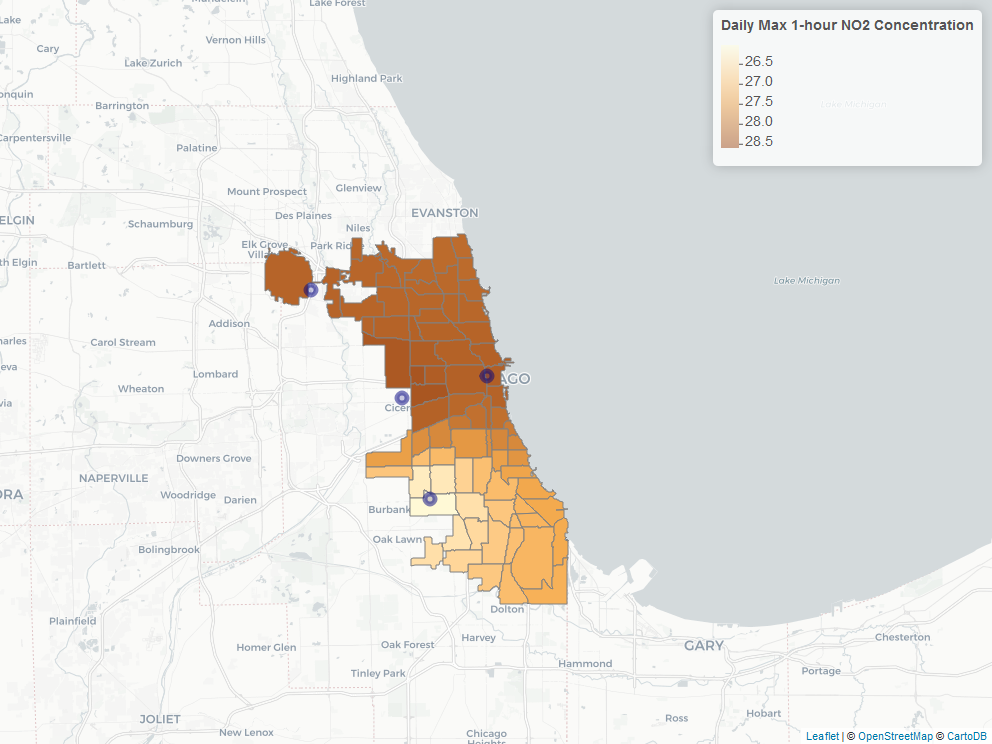 Lake Forest
Lake
Vernon Hills
Cary
Lake Zurich
Highland Park
onquin
Barrington
Carpentersville
Palatine
Mount Prospect
Glenview
Des Plaines
EVANSTON
ELGIN
Schaumburg
Niles
Elk Grove
Park Ridge
Villa
th Elgin
Bartlett
Lake Michigan
Addison
harles
Carol Stream
eva
Lombard
AGO
Wheaton
via
Cicer
Downers Grove
NAPERVILLE
ORA
Woodridge
Darien
Burbank
Oak Lawn
Bolingbrook
Dolton
Plainfield
Harvey
Oak Forest
Homer Glen
GARY
Chesterton
Hammond
Tinley Park
Portage
JOLIET
New Lenox
Ross
Hobart
Chicago
Heights
Daily Max 1-hour NO2 Concentration
26.5
27.0
27.5
28.0
28.5
Lake Michigan
Leaflet | © OpenStreetMap © CartoDB